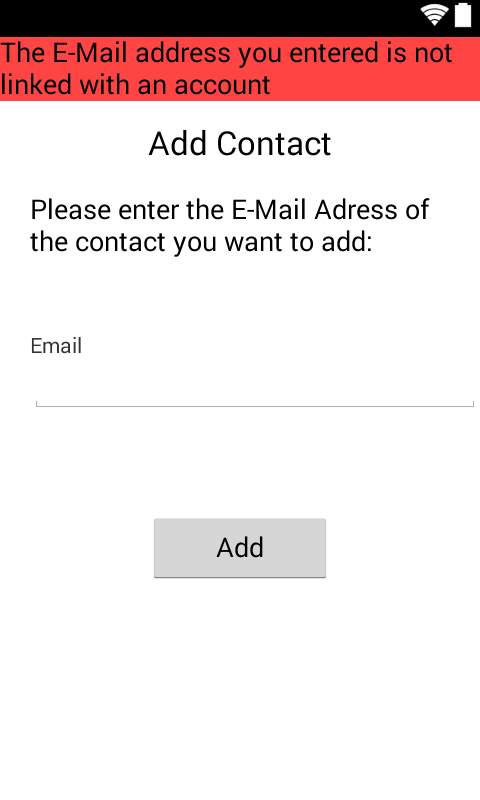 The E-Mail address you entered is not
linked with an account
Add Contact
Please enter the E-Mail Adress of
the contact you want to add:
Email
Add